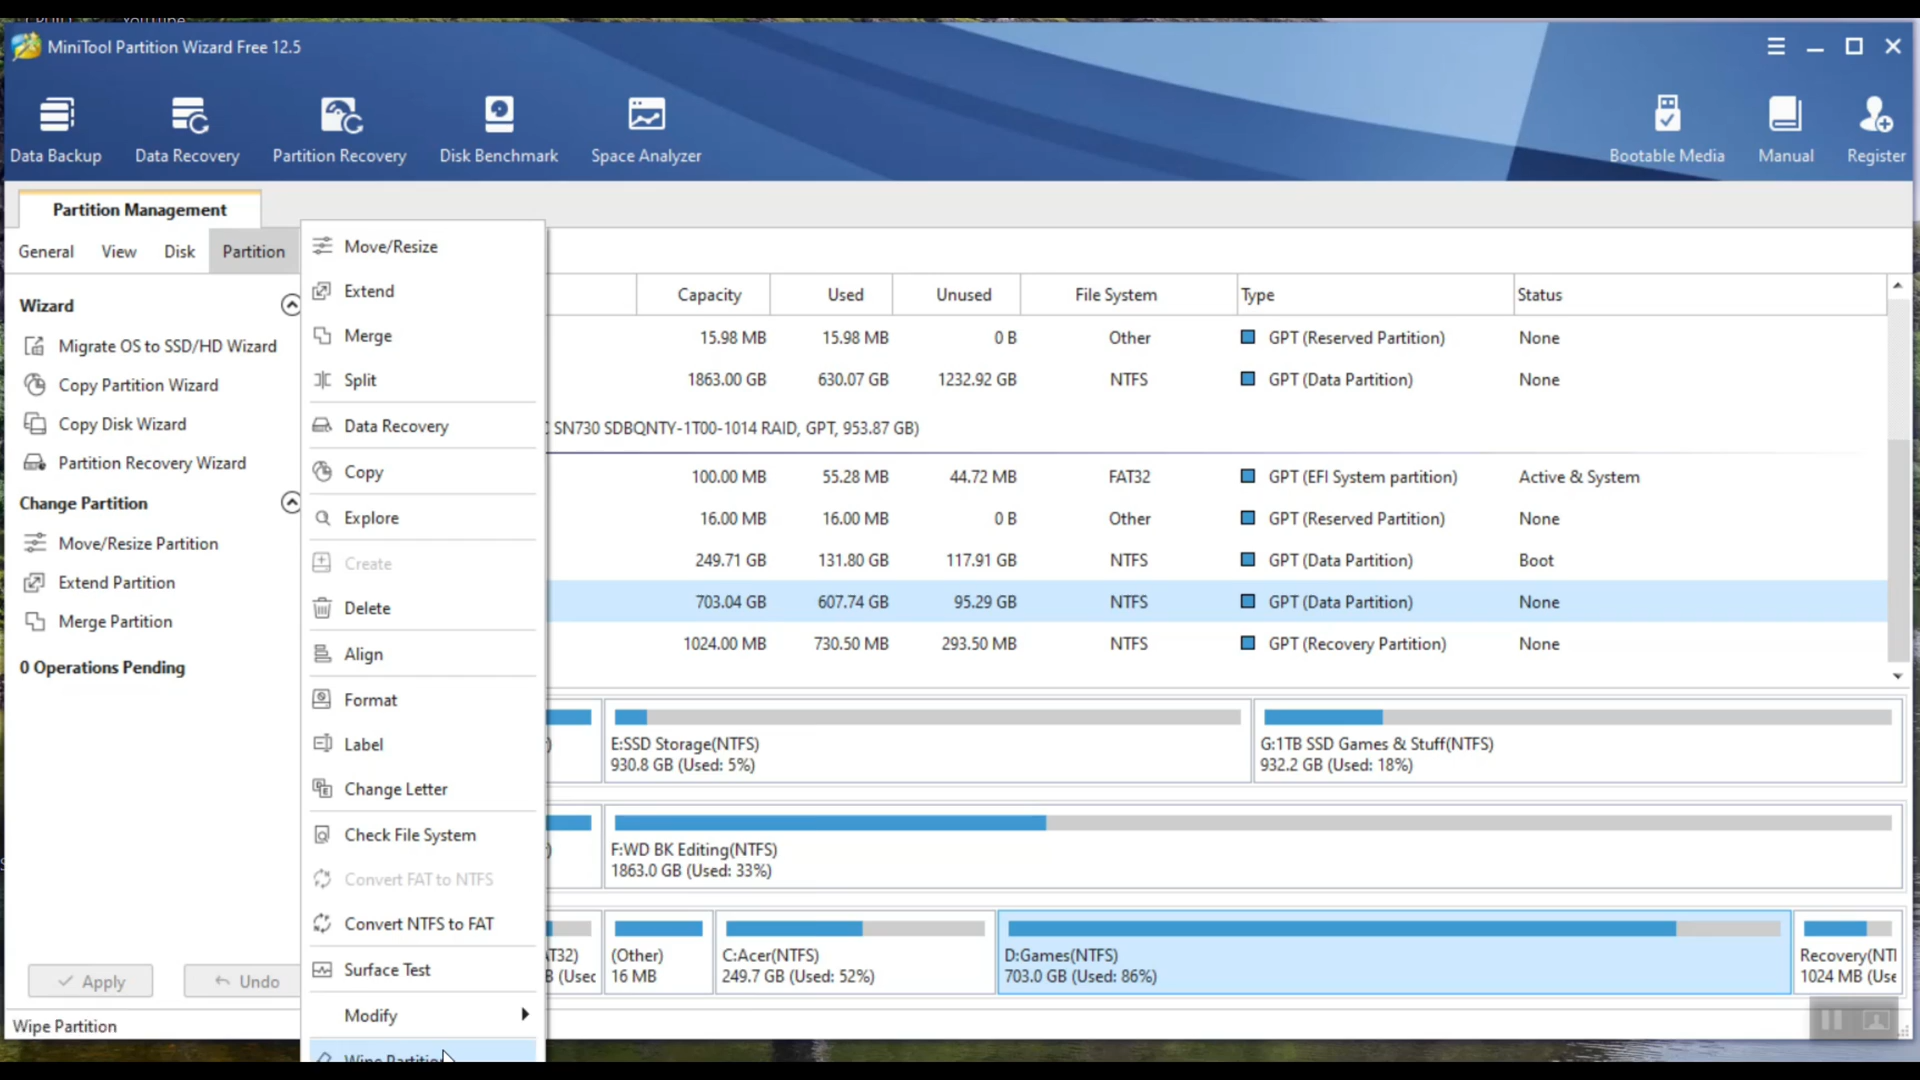 MiniTool Partition Wizard Free 12.5
Data Backup Data Recovery Partition Recovery Disk Benchmark Space Analyzer Bootable Media Manual Register
Partition Management
General View Disk Partition
Wizard
Migrate OS to SSD/HD Wizard
Copy Partition Wizard
Copy Disk Wizard
Partition Recovery Wizard
Change Partition
Move/Resize Partition
Extend Partition
Merge Partition
0 Operations Pending
Apply Undo
Wipe Partition
Move/Resize
Extend
Merge
Split
Data Recovery
Copy
Explore
Create
Delete
Align
Format
Label
Change Letter
Check File System
Convert FAT to NTFS
Convert NTFS to FAT
Surface Test
Modify
Wipe Partition
Capacity Used Unused File System Type Status
15.98 MB 15.98 MB 0 B Other GPT (Reserved Partition) None
1863.00 GB 630.07 GB 1232.92 GB NTFS GPT (Data Partition) None
SN730 SDBQNTY-1T00-1014 RAID, GPT, 953.87 GB)
100.00 MB 55.28 MB 44.72 MB FAT32 GPT (EFI System partition) Active & System
16.00 MB 16.00 MB 0 B Other GPT (Reserved Partition) None
249.71 GB 131.80 GB 117.91 GB NTFS GPT (Data Partition) Boot
703.04 GB 607.74 GB 95.29 GB NTFS GPT (Data Partition) None
1024.00 MB 730.50 MB 293.50 MB NTFS GPT (Recovery Partition) None
E:SSD Storage(NTFS)
930.8 GB (Used: 5%)
G:1TB SSD Games & Stuff(NTFS)
932.2 GB (Used: 18%)
F:WD BK Editing(NTFS)
1863.0 GB (Used: 33%)
T32)
B (Usec
(Other)
16 MB
C:Acer(NTFS)
249.7 GB (Used: 52%)
D:Games(NTFS)
703.0 GB (Used: 86%)
Recovery(NTI
1024 MB (Use